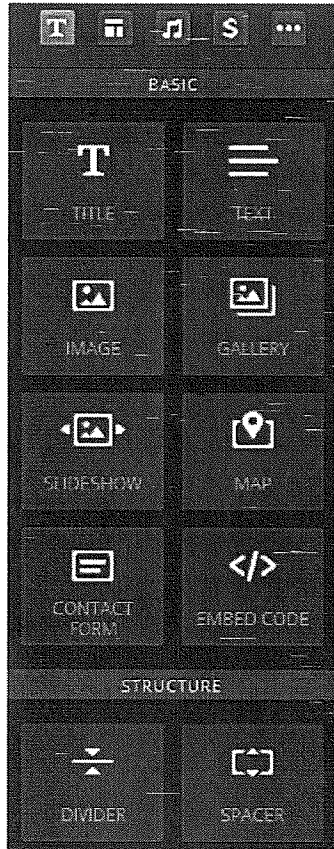 T $ •••
BASIC
T
TITLE TEXT
IMAGE GALLERY
SLIDESHOW MAP
</>
CONTACT
FORM
EMBED CODE
STRUCTURE
DIVIDER SPACER